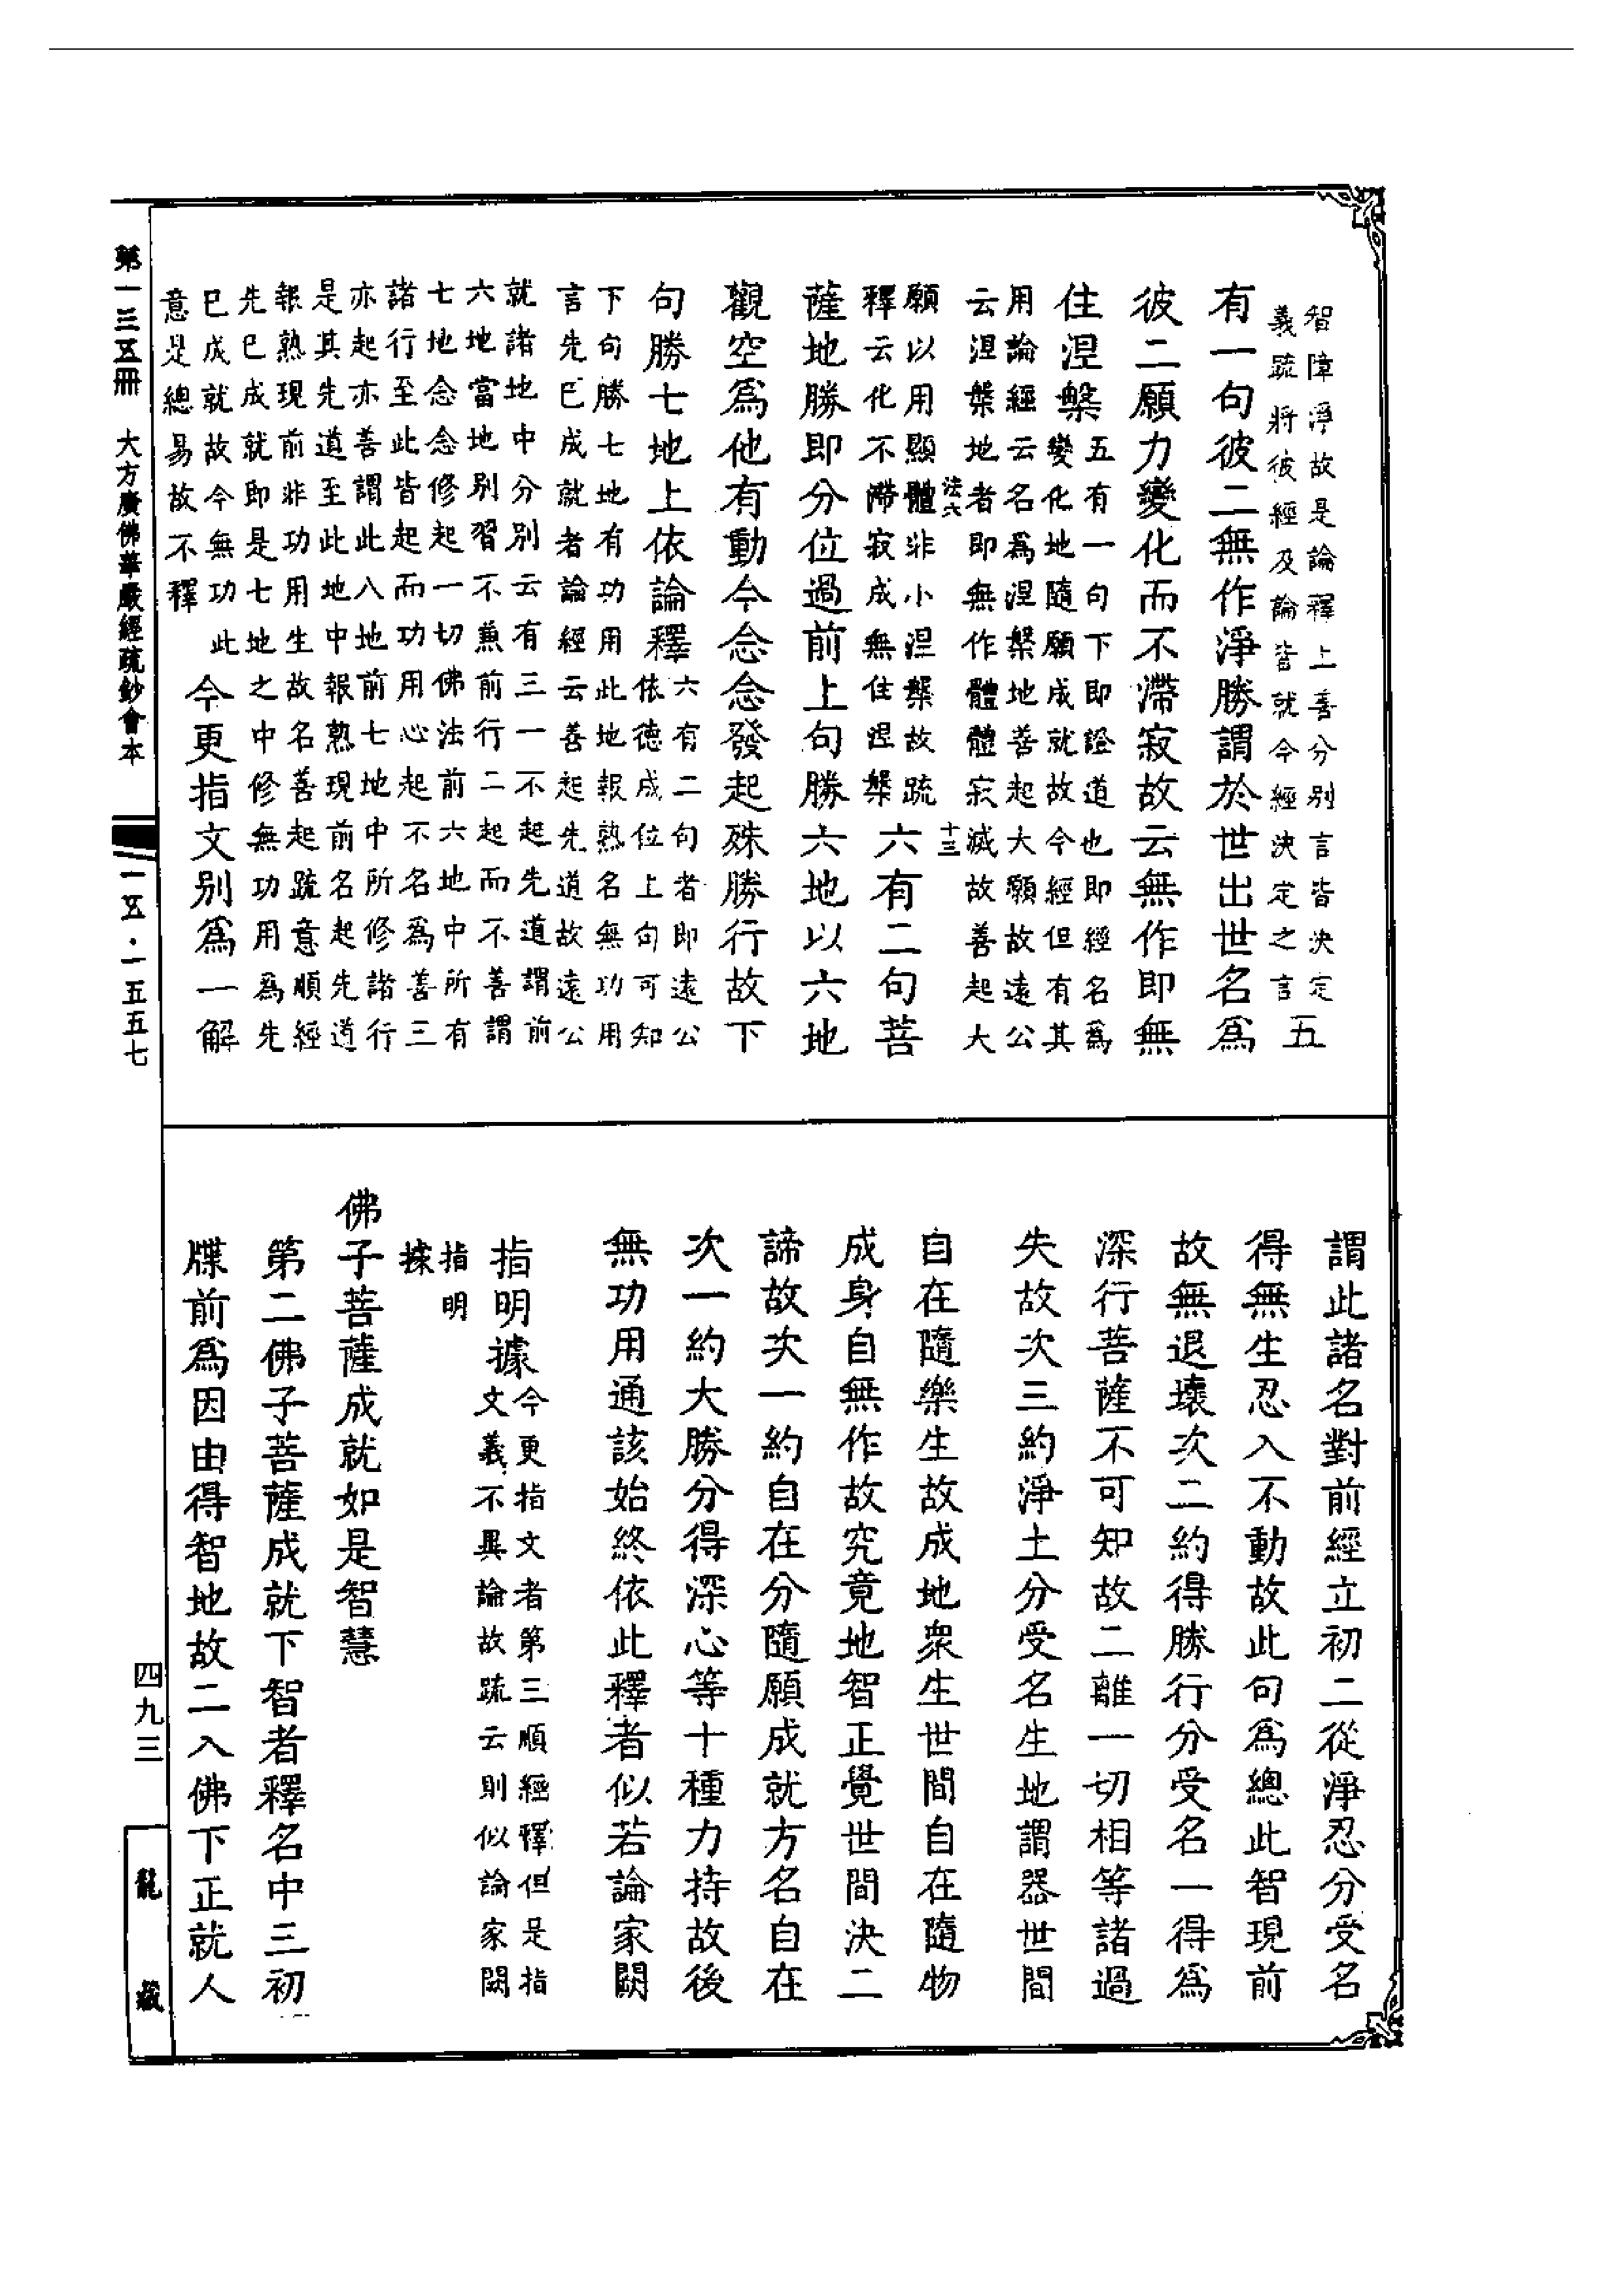 智障淨故是論釋上善分別言皆決定
義疏將彼經及論皆就今經決定之言
五
有一句彼二無作淨勝謂於世出世名爲
彼二願力變化而不滯寂故云無作即無
住涅槃
五有一句下即證道也即經名爲
變化地隨願成就故今經但有其
用論經云名爲涅槃地善起大願故遠公
云涅槃地者即無作體體寂滅故善起大
法六
十三
願以用顯體非小涅槃故疏
釋云化不滯寂成無住涅槃
六有二句菩
薩地勝即分位過前上句勝六地以六地
觀空爲他有動今念念發起殊勝行故下
句勝七地上依論釋
六有二句者即遠公
依德成位上句可知
下句勝七地有功用此地報熟名無功用
言先已成就者論經云善起先道故遠公
就諸地中分別云有三一不起先道謂前
六地當地別習不兼前行二起而不善謂
七地念念修起一切佛法前六地中所有
諸行至此皆起而功用心起不名爲善三
亦起亦善謂此八地前七地中所修諸行
是其先道至此地中報熟現前名起先道
報熟現前非功用生故名善起疏意順經
先已成就即是七地之中修無功用爲先
已成就故今無功此
意是總易故不釋
今更指文別爲一解
謂此諸名對前經立初二從淨忍分受名
得無生忍入不動故此句爲總此智現前
故無退壞次二約得勝行分受名一得爲
深行菩薩不可知故二離一切相等諸過
失故次三約淨土分受名生地謂器世間
自在隨樂生故成地衆生世間自在隨物
成身自無作故究竟地智正覺世間決二
諦故次一約自在分隨願成就方名自在
次一約大勝分得深心等十種力持故後
無功用通該始終依此釋者似若論家闕
指明據
今更指文者第三順經釋但是指
文義不異論故疏云則似論家闕
指明
據
佛子菩薩成就如是智慧
第二佛子菩薩成就下智者釋名中三初
牒前爲因由得智地故二入佛下正就人
第一三五冊　大方廣佛華嚴經疏鈔會本
一五・一五五七
四九三
龍藏